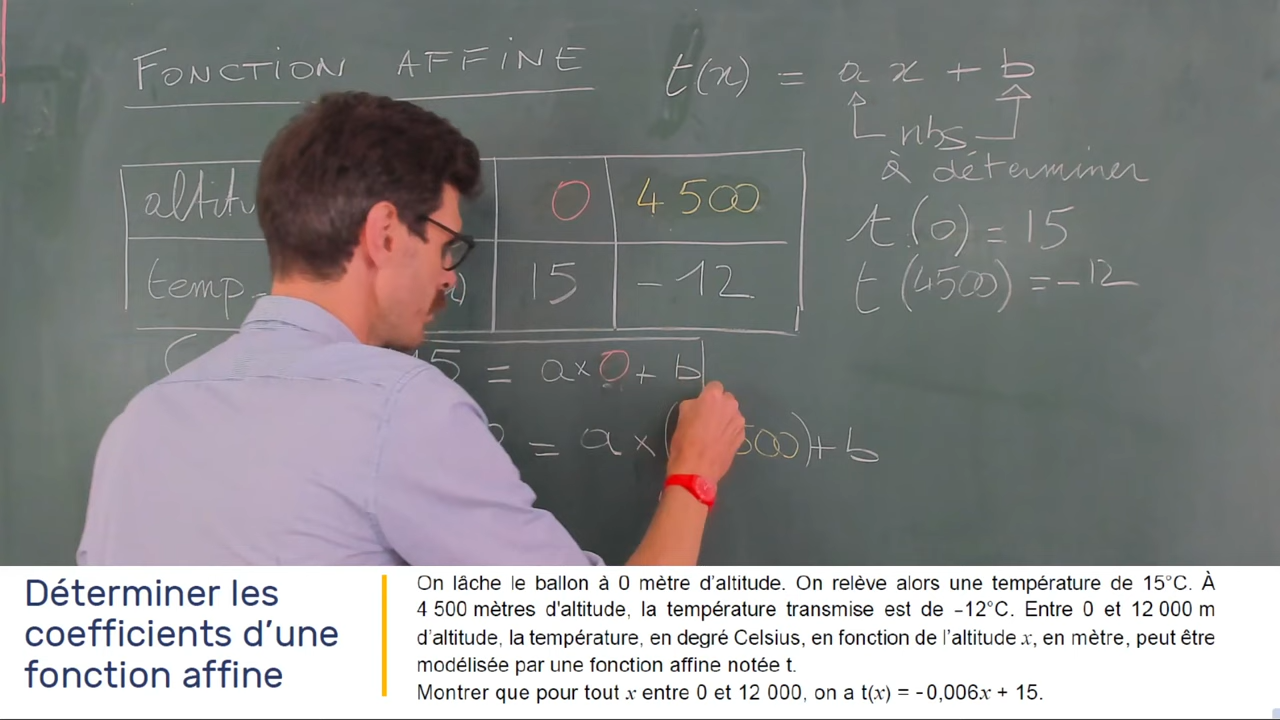 FONCTION AFFINE
t(x) = a x + b
nbs
à déterminer
0 4 500
15 -12
t(0) = 15
t(4500) = -12
15 = a × 0 + b
= a × ( 500) + b
Déterminer les
coefficients d'une
fonction affine
On lâche le ballon à 0 mètre d'altitude. On relève alors une température de 15°C. À
4 500 mètres d'altitude, la température transmise est de −12°C. Entre 0 et 12 000 m
d'altitude, la température, en degré Celsius, en fonction de l'altitude x, en mètre, peut être
modélisée par une fonction affine notée t.
Montrer que pour tout x entre 0 et 12 000, on a t(x) = -0,006x + 15.